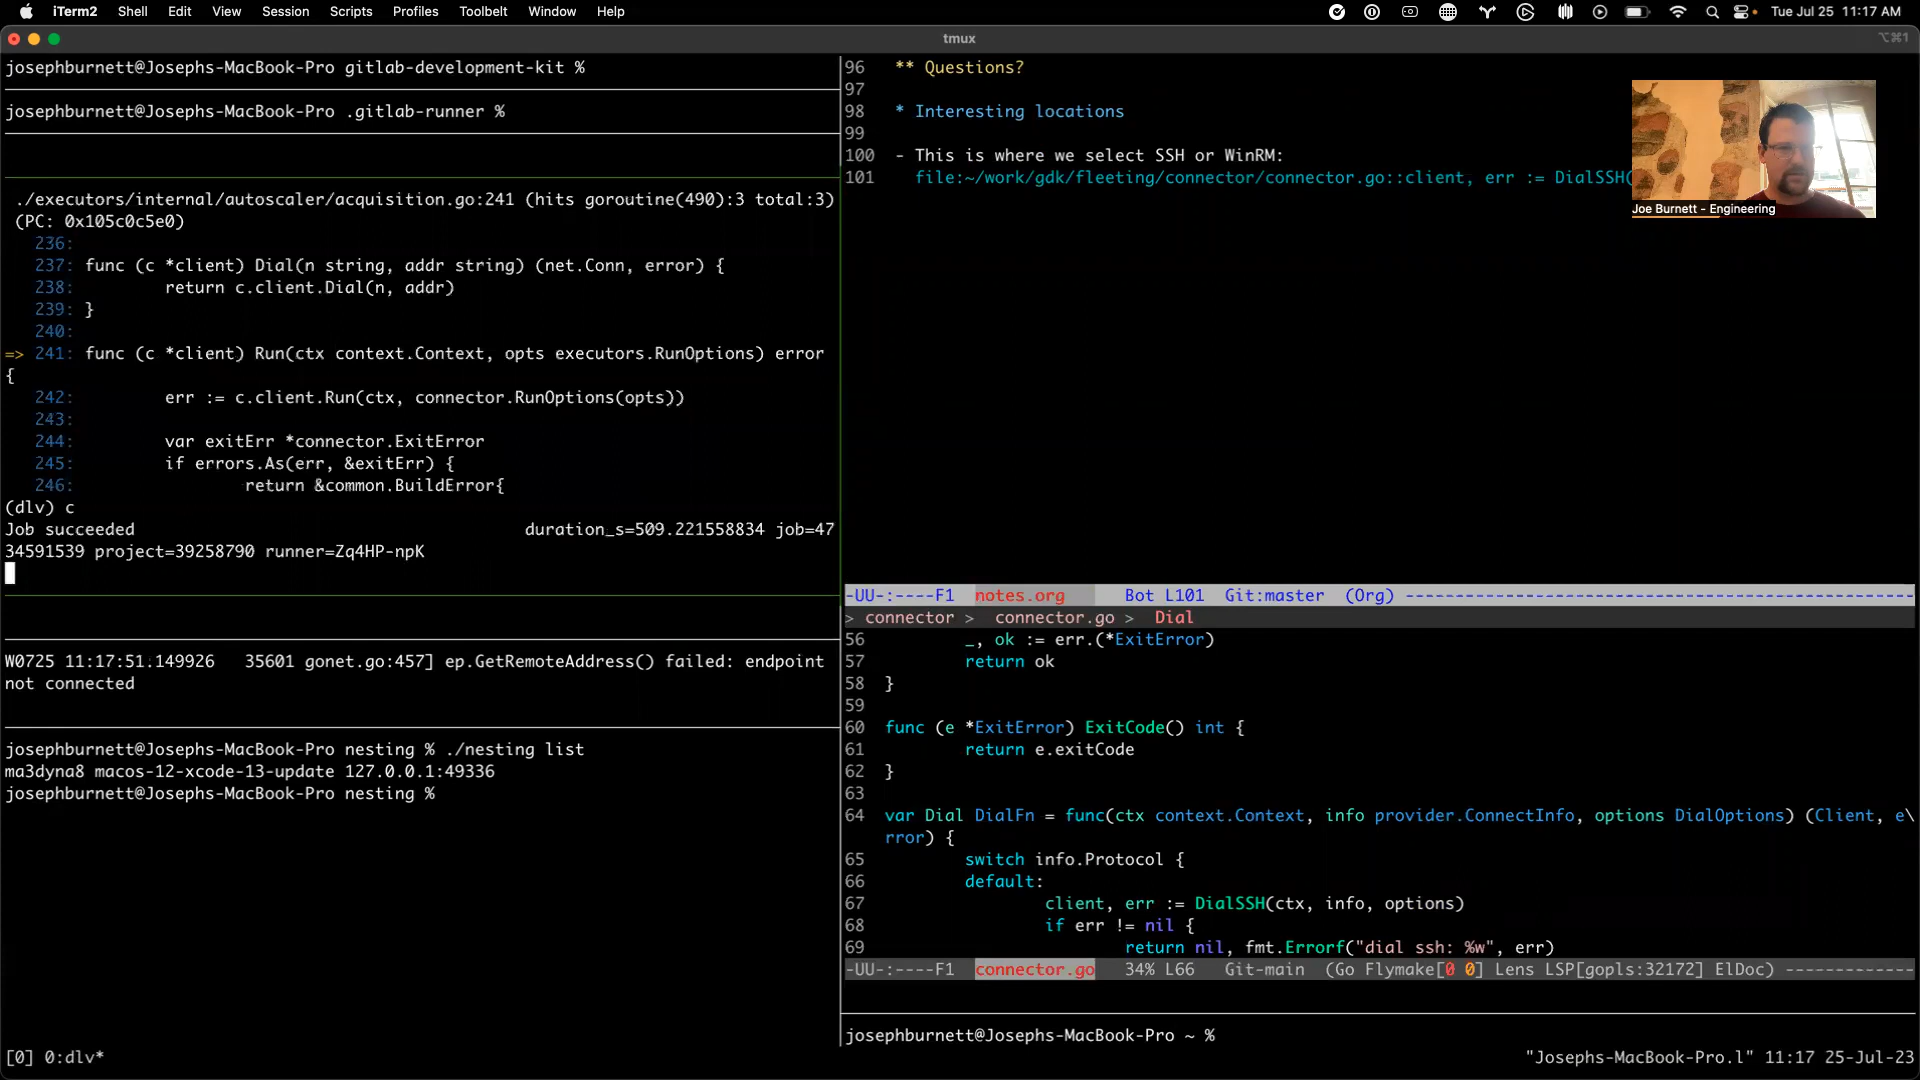 iTerm2 Shell Edit View Session Scripts Profiles Toolbelt Window Help Tue Jul 25 11:17 AM
tmux ⌥⌘1
josephburnett@Josephs-MacBook-Pro gitlab-development-kit %
josephburnett@Josephs-MacBook-Pro .gitlab-runner %
./executors/internal/autoscaler/acquisition.go:241 (hits goroutine(490):3 total:3)
(PC: 0x105c0c5e0)
236:
237: func (c *client) Dial(n string, addr string) (net.Conn, error) {
238: return c.client.Dial(n, addr)
239: }
240:
=> 241: func (c *client) Run(ctx context.Context, opts executors.RunOptions) error
{
242: err := c.client.Run(ctx, connector.RunOptions(opts))
243:
244: var exitErr *connector.ExitError
245: if errors.As(err, &exitErr) {
246: return &common.BuildError{
(dlv) c
Job succeeded duration_s=509.221558834 job=47
34591539 project=39258790 runner=Zq4HP-npK
W0725 11:17:51.149926 35601 gonet.go:457] ep.GetRemoteAddress() failed: endpoint
not connected
josephburnett@Josephs-MacBook-Pro nesting % ./nesting list
ma3dyna8 macos-12-xcode-13-update 127.0.0.1:49336
josephburnett@Josephs-MacBook-Pro nesting %
96 ** Questions?
97
98 * Interesting locations
99
100 - This is where we select SSH or WinRM:
101 file:~/work/gdk/fleeting/connector/connector.go::client, err := DialSSH(
Joe Burnett - Engineering
-UU-:----F1 notes.org Bot L101 Git:master (Org) ---------------------------------------------------
> connector > connector.go > Dial
56 _, ok := err.(*ExitError)
57 return ok
58 }
59
60 func (e *ExitError) ExitCode() int {
61 return e.exitCode
62 }
63
64 var Dial DialFn = func(ctx context.Context, info provider.ConnectInfo, options DialOptions) (Client, e\
rror) {
65 switch info.Protocol {
66 default:
67 client, err := DialSSH(ctx, info, options)
68 if err != nil {
69 return nil, fmt.Errorf("dial ssh: %w", err)
-UU-:----F1 connector.go 34% L66 Git-main (Go Flymake[0 0] Lens LSP[gopls:32172] ElDoc) -------------
josephburnett@Josephs-MacBook-Pro ~ %
[0] 0:dlv* "Josephs-MacBook-Pro.l" 11:17 25-Jul-23